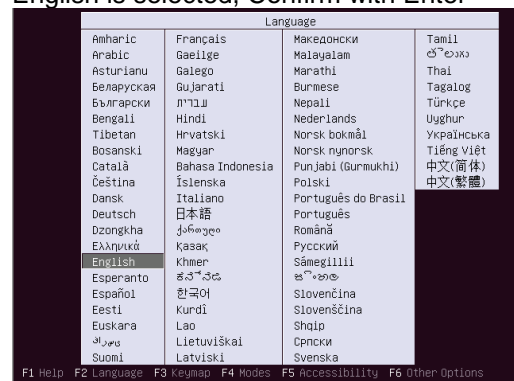 English is selected, Confirm with Enter
Language
Amharic
Arabic
Asturianu
Беларуская
Български
Bengali
Tibetan
Bosanski
Català
Čeština
Dansk
Deutsch
Dzongkha
Ελληνικά
English
Esperanto
Español
Eesti
Euskara
Suomi
Français
Gaeilge
Galego
Gujarati
עברית
Hindi
Hrvatski
Magyar
Bahasa Indonesia
Íslenska
Italiano
日本語
ქართული
Қазақ
Khmer
한국어
Kurdî
Lao
Lietuviškai
Latviski
Македонски
Malayalam
Marathi
Burmese
Nepali
Nederlands
Norsk bokmål
Norsk nynorsk
Punjabi (Gurmukhi)
Polski
Português do Brasil
Português
Română
Русский
Sámegillii
Slovenčina
Slovenščina
Shqip
Српски
Svenska
Tamil
Thai
Tagalog
Türkçe
Uyghur
Українська
Tiếng Việt
中文(简体)
中文(繁體)
F1 Help F2 Language F3 Keymap F4 Modes F5 Accessibility F6 Other Options